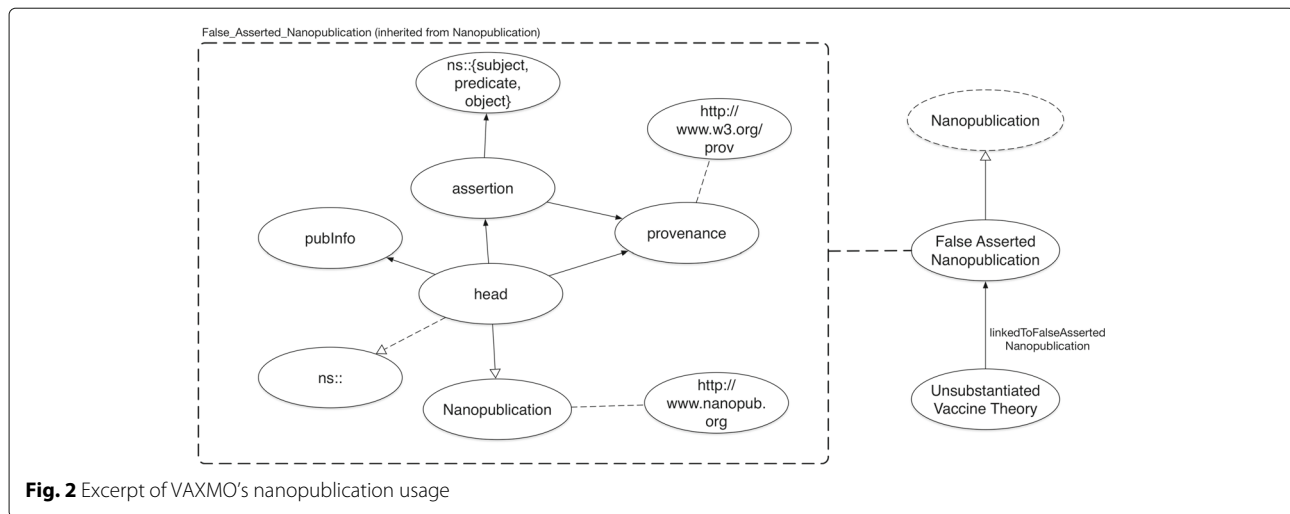 False_Asserted_Nanopublication (inherited from Nanopublication)
ns::{subject,
predicate,
object}
http://
www.w3.org/
prov
Nanopublication
assertion
pubInfo
provenance
False Asserted
Nanopublication
head
linkedToFalseAsserted
Nanopublication
ns::
Nanopublication
http://
www.nanopub.
org
Unsubstantiated
Vaccine Theory
Fig. 2 Excerpt of VAXMO's nanopublication usage